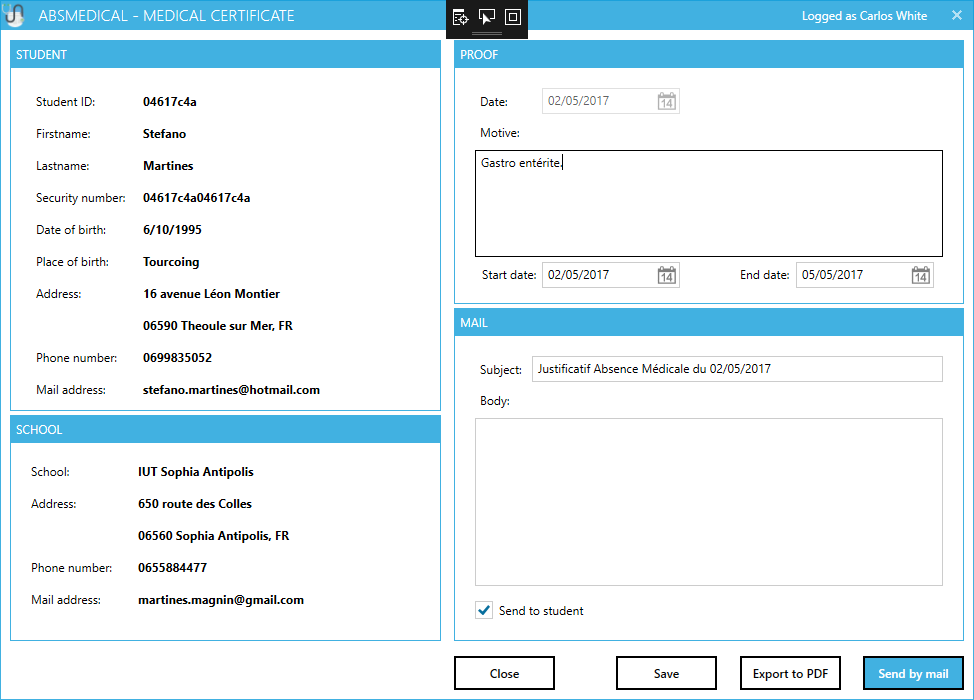 ABSMEDICAL - MEDICAL CERTIFICATE
Logged as Carlos White
STUDENT
Student ID: 04617c4a
Firstname: Stefano
Lastname: Martines
Security number: 04617c4a04617c4a
Date of birth: 6/10/1995
Place of birth: Tourcoing
Address: 16 avenue Léon Montier
06590 Theoule sur Mer, FR
Phone number: 0699835052
Mail address: stefano.martines@hotmail.com
SCHOOL
School: IUT Sophia Antipolis
Address: 650 route des Colles
06560 Sophia Antipolis, FR
Phone number: 0655884477
Mail address: martines.magnin@gmail.com
PROOF
Date: 02/05/2017 14
Motive:
Gastro entérite.
Start date: 02/05/2017 14 End date: 05/05/2017 14
MAIL
Subject: Justificatif Absence Médicale du 02/05/2017
Body:
Send to student
Close Save Export to PDF Send by mail